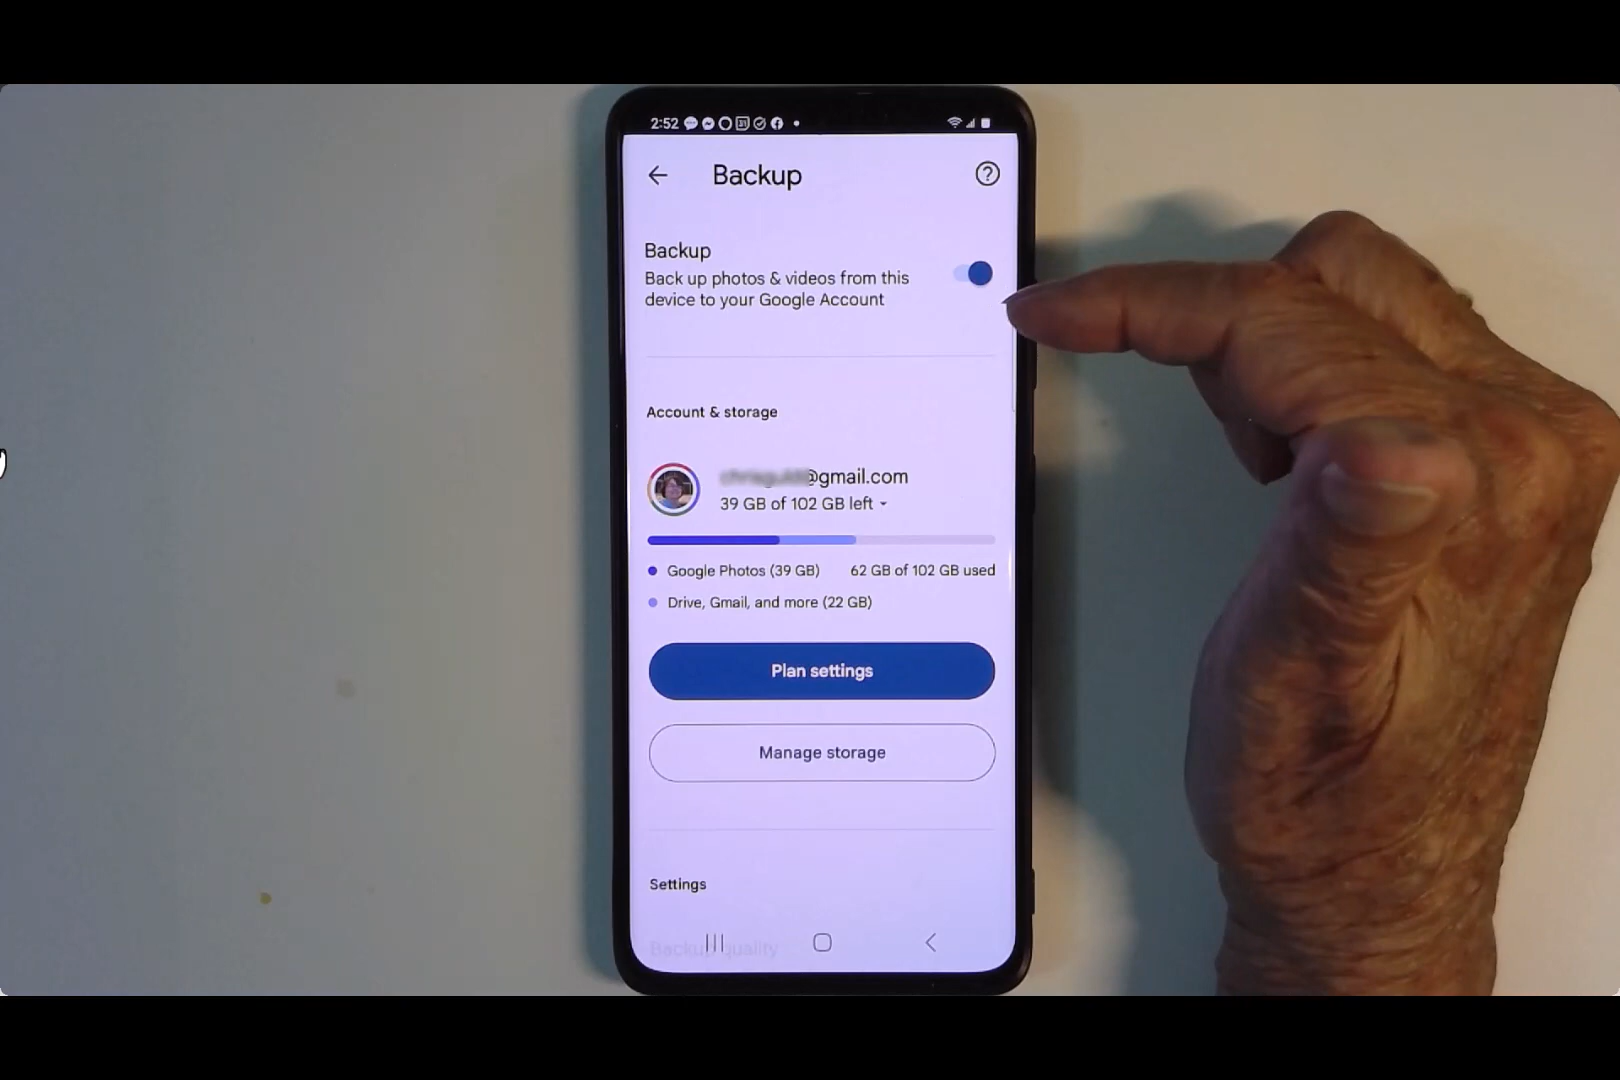 2:52
Backup
Backup
Back up photos & videos from this
device to your Google Account
Account & storage
@gmail.com
39 GB of 102 GB left
Google Photos (39 GB) 62 GB of 102 GB used
Drive, Gmail, and more (22 GB)
Plan settings
Manage storage
Settings
Backup quality